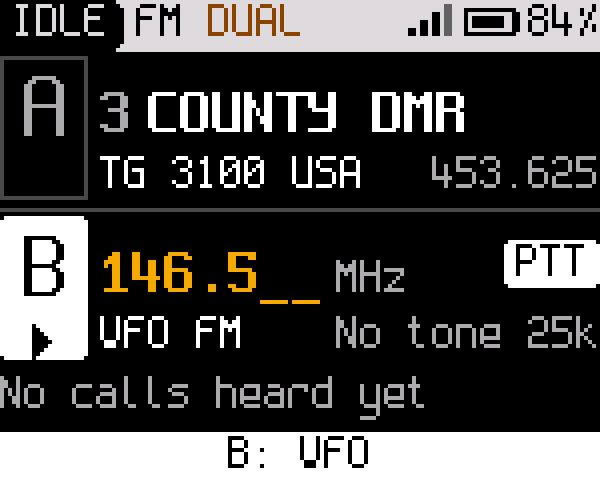 IDLE FM DUAL 84%
A
3 COUNTY DMR
TG 3100 USA 453.625
B
146.5__ MHz PTT
VFO FM No tone 25k
No calls heard yet
B: VFO